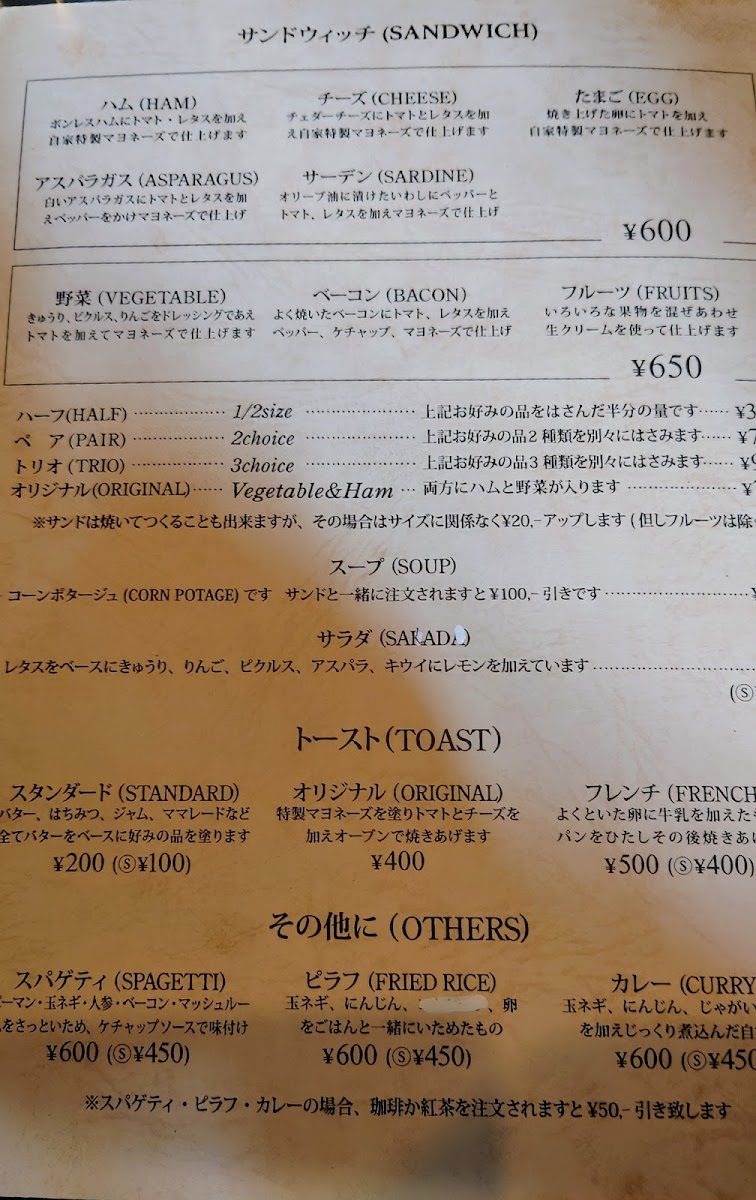 サンドウィッチ (SANDWICH)
ハム (HAM)
ボンレスハムにトマト・レタスを加え
自家特製マヨネーズで仕上げます
チーズ (CHEESE)
チェダーチーズにトマトとレタスを加
え自家特製マヨネーズで仕上げます
たまご (EGG)
焼き上げた卵にトマトを加え
自家特製マヨネーズで仕上げます
アスパラガス (ASPARAGUS)
白いアスパラガスにトマトとレタスを加
えペッパーをかけマヨネーズで仕上げ
サーデン (SARDINE)
オリーブ油に漬けたいわしにペッパーと
トマト、レタスを加えマヨネーズで仕上げ
¥600
野菜 (VEGETABLE)
きゅうり、ピクルス、りんごをドレッシングであえ
トマトを加えてマヨネーズで仕上げます
ベーコン (BACON)
よく焼いたベーコンにトマト、レタスを加え
ペッパー、ケチャップ、マヨネーズで仕上げ
フルーツ (FRUITS)
いろいろな果物を混ぜあわせ
生クリームを使って仕上げます
¥650
ハーフ(HALF) ………………… 1/2size ………………… 上記お好みの品をはさんだ半分の量です…… ¥3
ペ ア (PAIR) ………………… 2choice ………………… 上記お好みの品2種類を別々にはさみます…… ¥7
トリオ (TRIO) ………………… 3choice ………………… 上記お好みの品3種類を別々にはさみます…… ¥9
オリジナル(ORIGINAL)…… Vegetable&Ham … 両方にハムと野菜が入ります ………………… ¥
※サンドは焼いてつくることも出来ますが、その場合はサイズに関係なく¥20,-アップします ( 但しフルーツは除
スープ (SOUP)
コーンポタージュ (CORN POTAGE) です サンドと一緒に注文されますと ¥100,- 引きです ………………… ¥
サラダ (SALADA)
レタスをベースにきゅうり、りんご、ピクルス、アスパラ、キウイにレモンを加えています …………………
(Ⓢ
トースト (TOAST)
スタンダード (STANDARD)
バター、はちみつ、ジャム、ママレードなど
全てバターをベースに好みの品を塗ります
¥200 (Ⓢ¥100)
オリジナル (ORIGINAL)
特製マヨネーズを塗りトマトとチーズを
加えオーブンで焼きあげます
¥400
フレンチ (FRENCH
よくといた卵に牛乳を加えた
パンをひたしその後焼きあ
¥500 (Ⓢ¥400)
その他に (OTHERS)
スパゲティ (SPAGETTI)
ーマン・玉ネギ・人参・ベーコン・マッシュルー
をさっといため、ケチャップソースで味付け
¥600 (Ⓢ¥450)
ピラフ (FRIED RICE)
玉ネギ、にんじん、 、卵
をごはんと一緒にいためたもの
¥600 (Ⓢ¥450)
カレー (CURRY
玉ネギ、にんじん、じゃがい
を加えじっくり煮込んだ自
¥600 (Ⓢ¥450
※スパゲティ・ピラフ・カレーの場合、珈琲か紅茶を注文されますと ¥50,- 引き致します